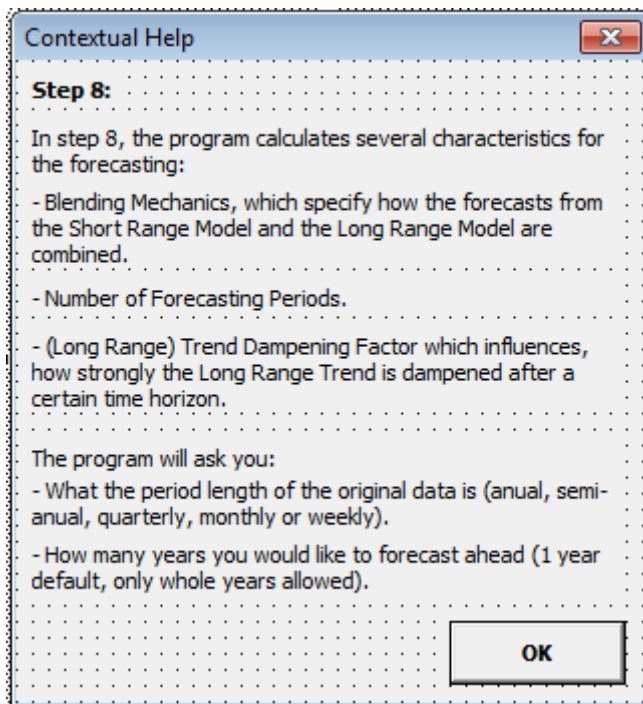 Contextual Help
Step 8:
In step 8, the program calculates several characteristics for
the forecasting:
- Blending Mechanics, which specify how the forecasts from
the Short Range Model and the Long Range Model are
combined.
- Number of Forecasting Periods.
- (Long Range) Trend Dampening Factor which influences,
how strongly the Long Range Trend is dampened after a
certain time horizon.
The program will ask you:
- What the period length of the original data is (anual, semi-
anual, quarterly, monthly or weekly).
- How many years you would like to forecast ahead (1 year
default, only whole years allowed).
OK